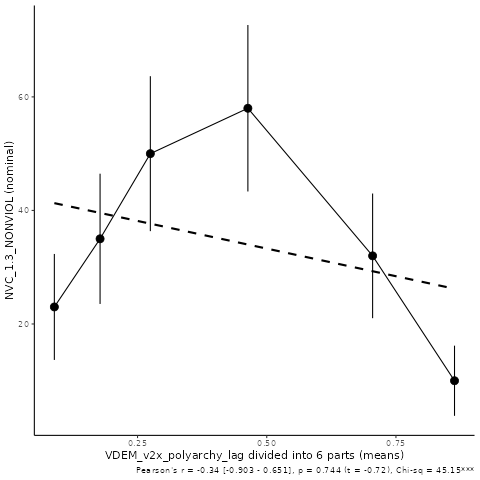 NVC_1.3_NONVIOL (nominal)
60
40
20
0.25 0.50 0.75
VDEM_v2x_polyarchy_lag divided into 6 parts (means)
Pearson's r = -0.34 [-0.903 - 0.651], p = 0.744 (t = -0.72), Chi-sq = 45.15***